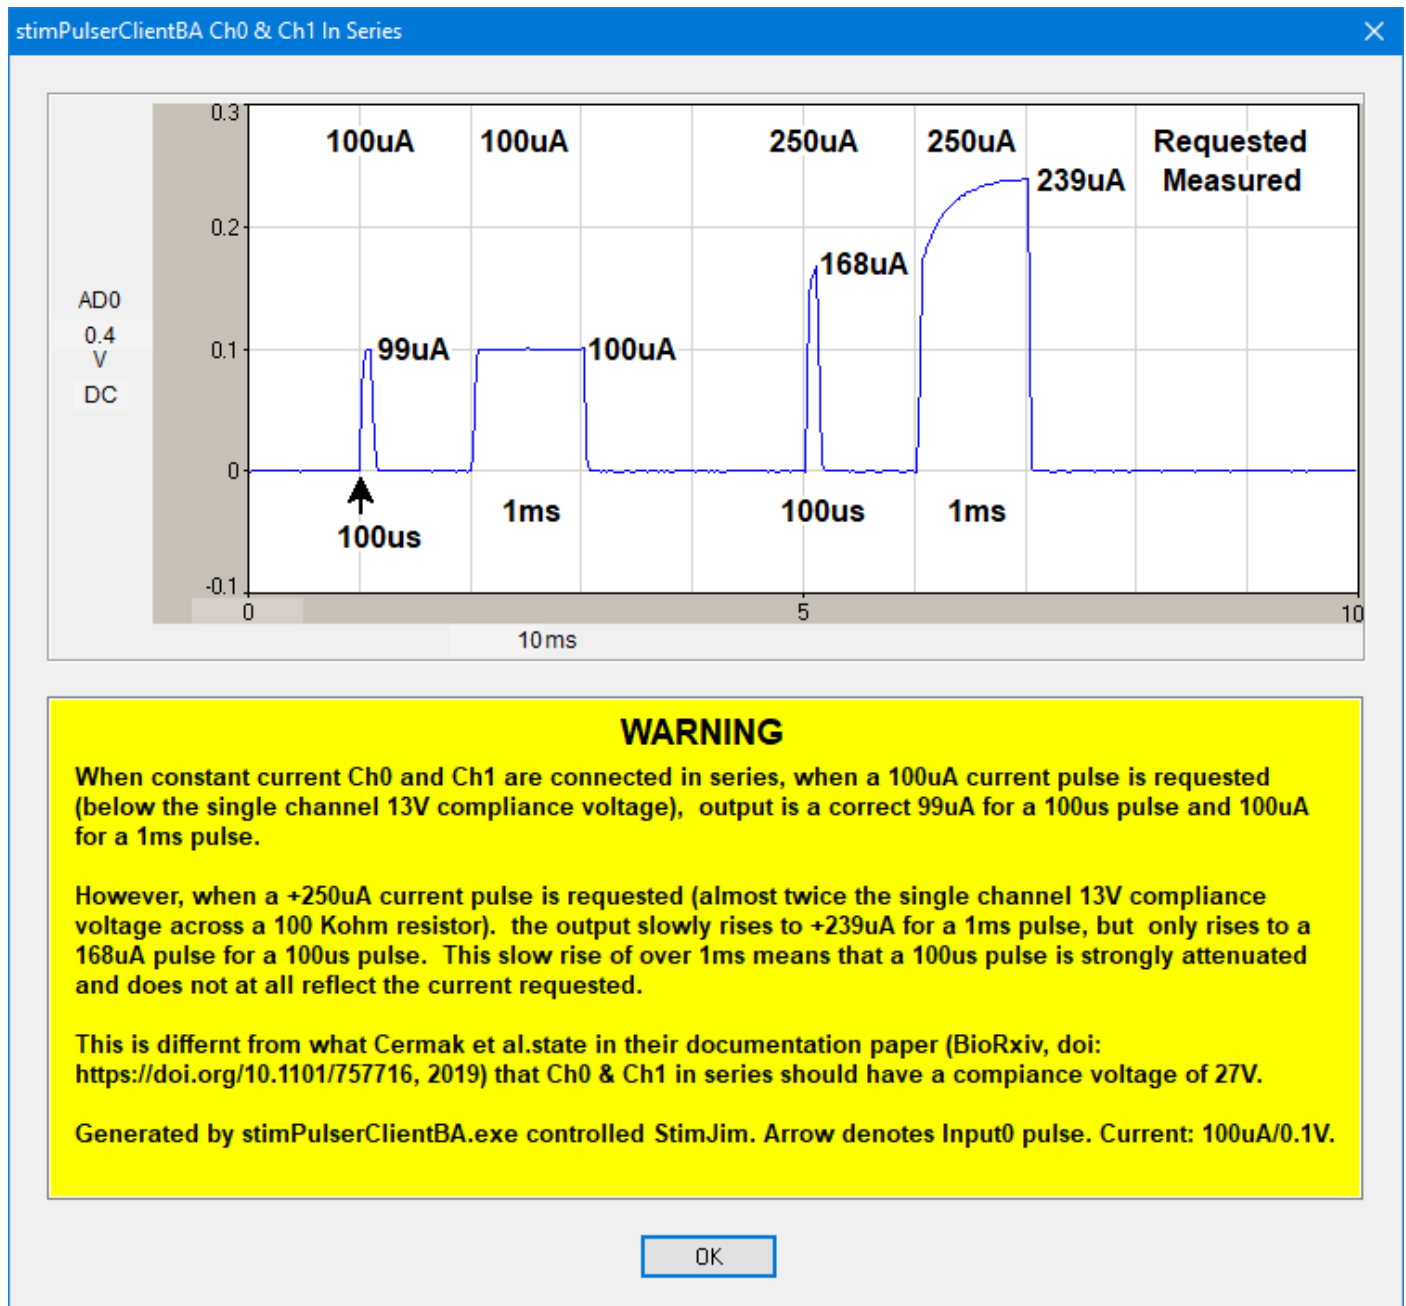 stimPulserClientBA Ch0 & Ch1 In Series
0.3
100uA 100uA 250uA 250uA Requested
239uA Measured
0.2
168uA
AD0
0.4
V
DC
0.1
99uA 100uA
0
1ms 100us 1ms
100us
-0.1
0 5 10
10 ms
WARNING
When constant current Ch0 and Ch1 are connected in series, when a 100uA current pulse is requested
(below the single channel 13V compliance voltage), output is a correct 99uA for a 100us pulse and 100uA
for a 1ms pulse.
However, when a +250uA current pulse is requested (almost twice the single channel 13V compliance
voltage across a 100 Kohm resistor). the output slowly rises to +239uA for a 1ms pulse, but only rises to a
168uA pulse for a 100us pulse. This slow rise of over 1ms means that a 100us pulse is strongly attenuated
and does not at all reflect the current requested.
This is differnt from what Cermak et al.state in their documentation paper (BioRxiv, doi:
https://doi.org/10.1101/757716, 2019) that Ch0 & Ch1 in series should have a compiance voltage of 27V.
Generated by stimPulserClientBA.exe controlled StimJim. Arrow denotes Input0 pulse. Current: 100uA/0.1V.
OK